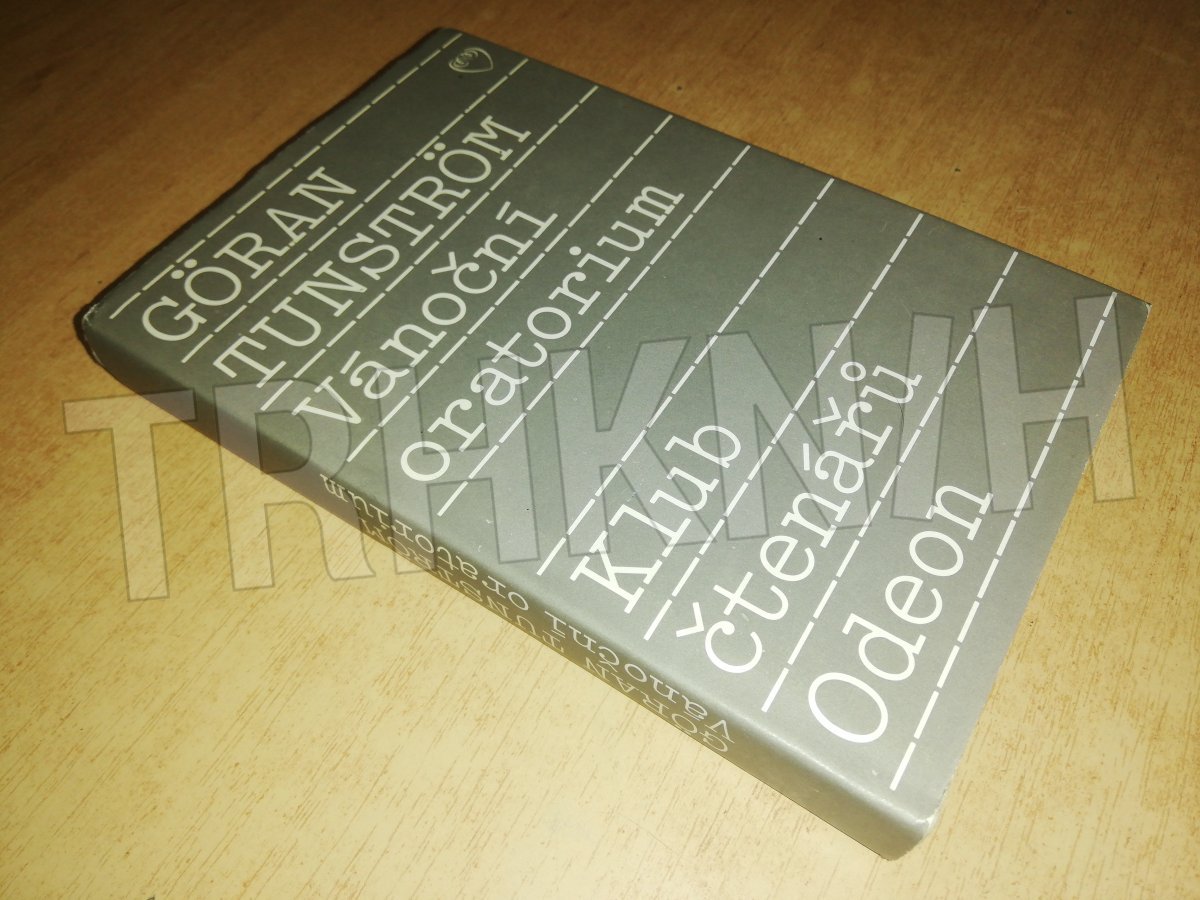 GÖRAN
TUNSTRÖM
Vánoční
oratorium
Klub
čtenářů
Odeon
GÖRAN TUNSTRÖM
Vánoční oratorium
TRHKNIH